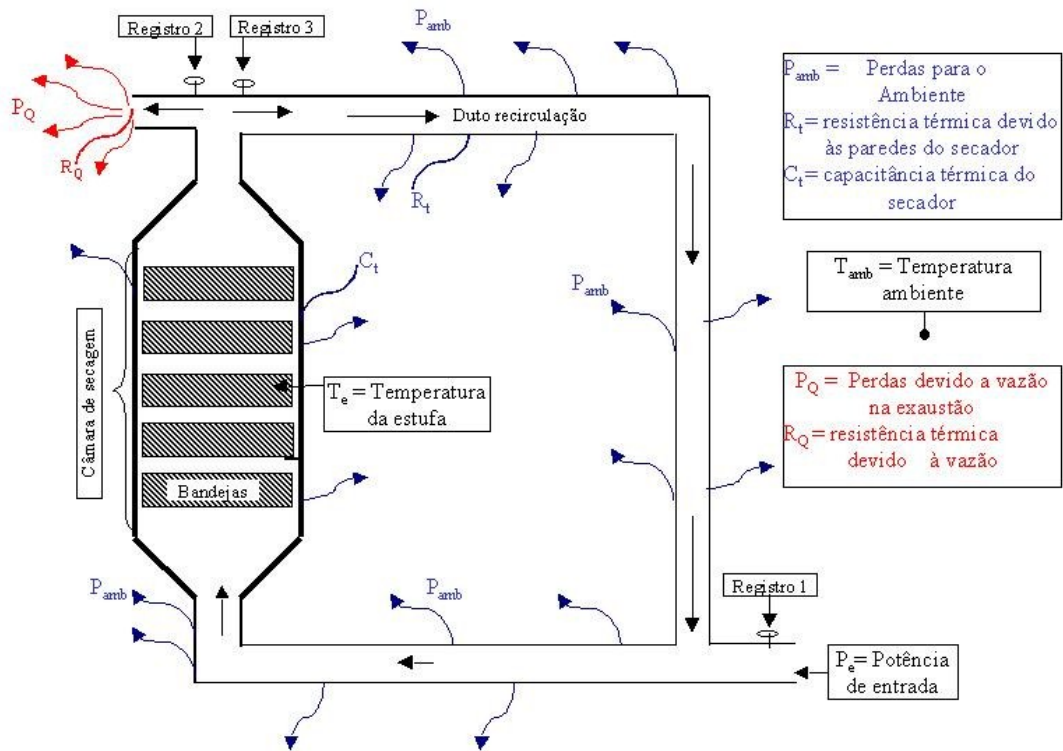 Registro 2
Registro 3
P_amb
P_Q
R_Q
Duto recirculação
R_t
P_amb = Perdas para o
Ambiente
R_t = resistência térmica devido
às paredes do secador
C_t = capacitância térmica do
secador
C_t
P_amb
T_amb = Temperatura
ambiente
Câmara de secagem
T_e = Temperatura
da estufa
P_Q = Perdas devido a vazão
na exaustão
R_Q = resistência térmica
devido à vazão
Bandejas
P_amb
P_amb
Registro 1
P_e = Potência
de entrada